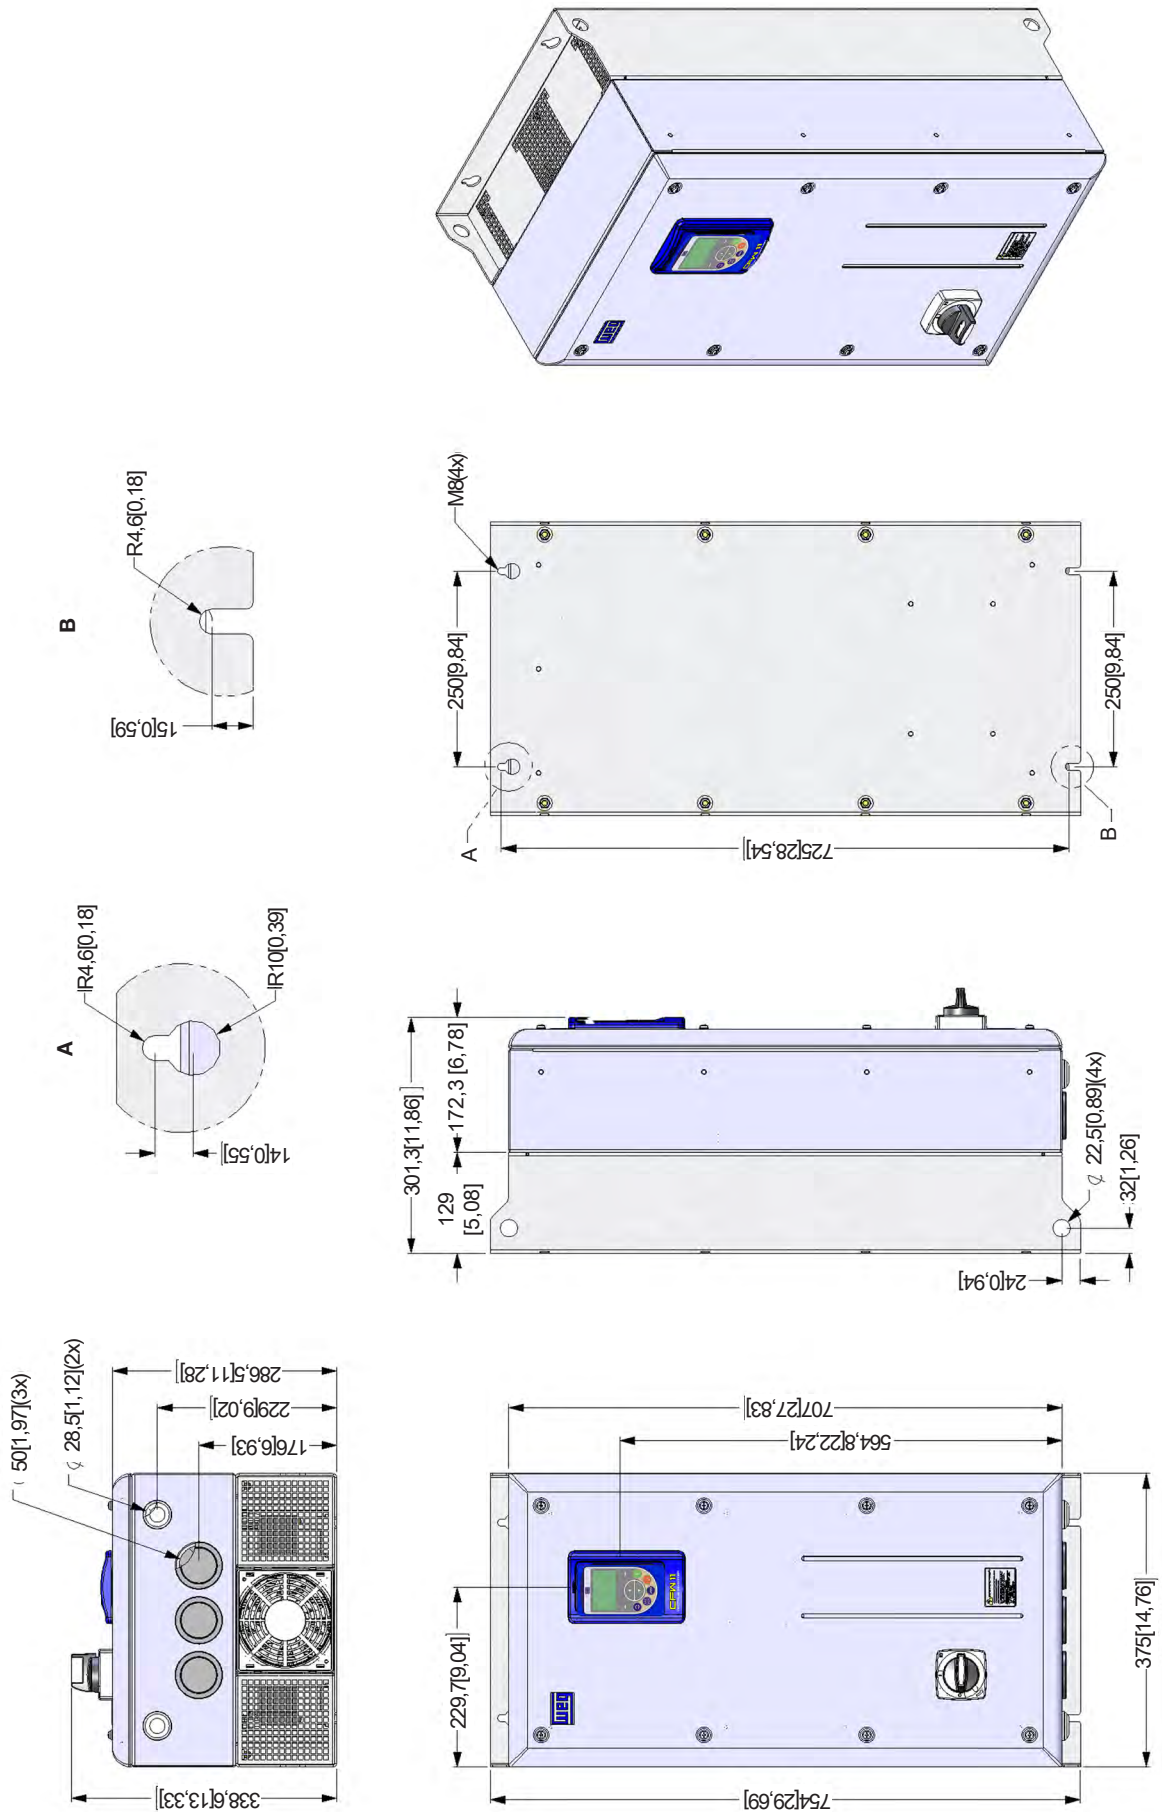 B
R4,6[0,18]
15[0,59]
A
R4,6[0,18]
R10[0,39]
14[0,55]
WEG
CFW11
M8(4x)
250[9,84]
250[9,84]
A
B
725[28,54]
301,3[11,86]
172,3 [6,78]
129
[5,08]
22,5[0,89](4x)
32[1,26]
24[0,94]
50[1,97](3x)
28,5[1,12](2x)
286,5[11,28]
229[9,02]
176[6,93]
338,6[13,33]
707[27,83]
564,8[22,24]
229,7[9,04]
WEG
CFW11
375[14,76]
754[29,69]